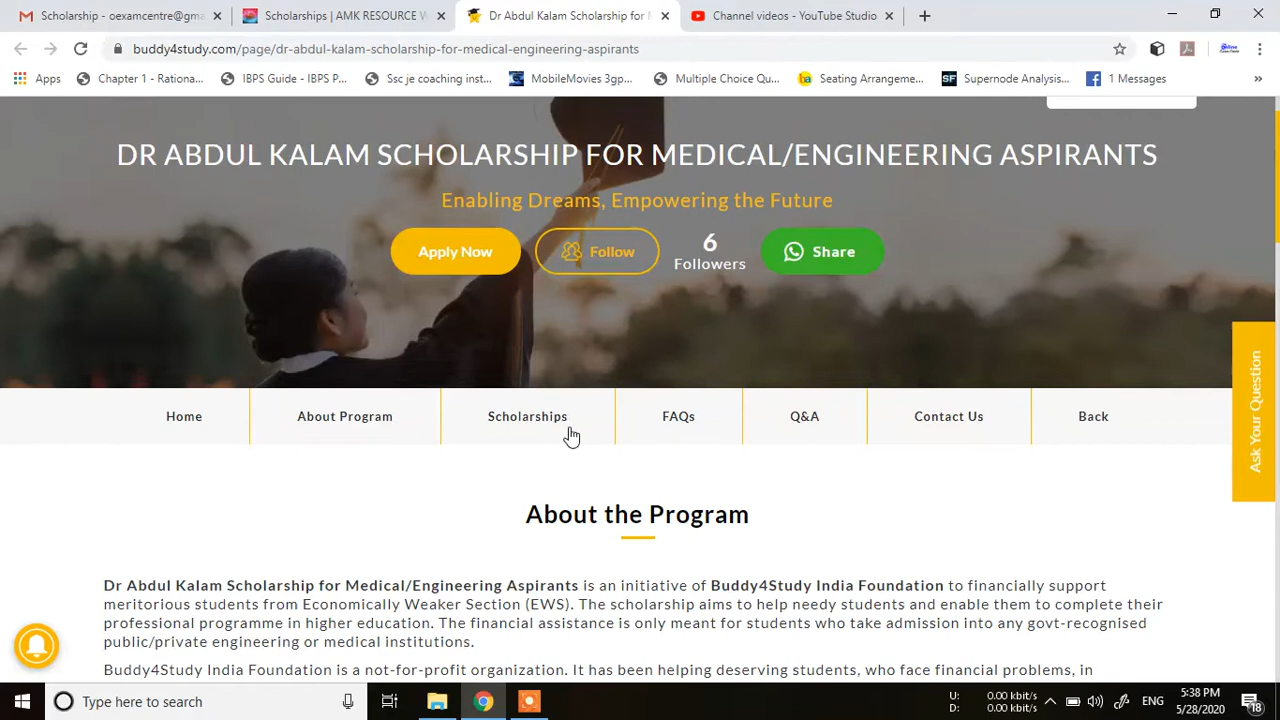 Scholarship - oexamcentre@gma
Scholarships | AMK RESOURCE W
Dr Abdul Kalam Scholarship for M
Channel videos - YouTube Studio
buddy4study.com/page/dr-abdul-kalam-scholarship-for-medical-engineering-aspirants
Apps
Chapter 1 - Rationa...
IBPS Guide - IBPS P...
Ssc je coaching inst...
MobileMovies 3gp...
Multiple Choice Qu...
Seating Arrangeme...
Supernode Analysis...
1 Messages
DR ABDUL KALAM SCHOLARSHIP FOR MEDICAL/ENGINEERING ASPIRANTS
Enabling Dreams, Empowering the Future
Apply Now
Follow
6
Followers
Share
Home
About Program
Scholarships
FAQs
Q&A
Contact Us
Back
Ask Your Question
About the Program
Dr Abdul Kalam Scholarship for Medical/Engineering Aspirants is an initiative of Buddy4Study India Foundation to financially support
meritorious students from Economically Weaker Section (EWS). The scholarship aims to help needy students and enable them to complete their
professional programme in higher education. The financial assistance is only meant for students who take admission into any govt-recognised
public/private engineering or medical institutions.
Buddy4Study India Foundation is a not-for-profit organization. It has been helping deserving students, who face financial problems, in
Type here to search
U: 0.00 kbit/s
D: 0.00 kbit/s
ENG
5:38 PM
5/28/2020
18